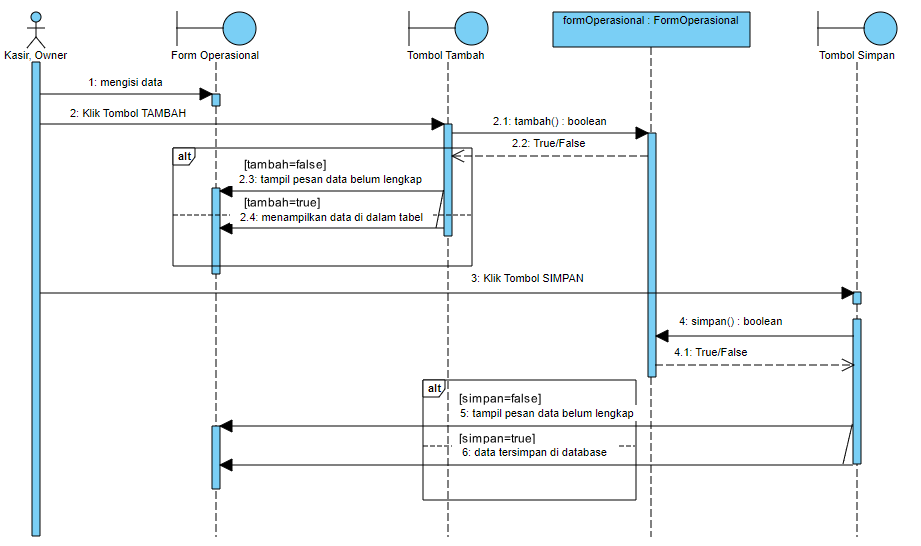 formOperasional : FormOperasional
Kasir, Owner
Form Operasional
Tombol Tambah
Tombol Simpan
1: mengisi data
2: Klik Tombol TAMBAH
2.1: tambah() : boolean
2.2: True/False
alt
[tambah=false]
2.3: tampil pesan data belum lengkap
[tambah=true]
2.4: menampilkan data di dalam tabel
3: Klik Tombol SIMPAN
4: simpan() : boolean
4.1: True/False
alt
[simpan=false]
5: tampil pesan data belum lengkap
[simpan=true]
6: data tersimpan di database